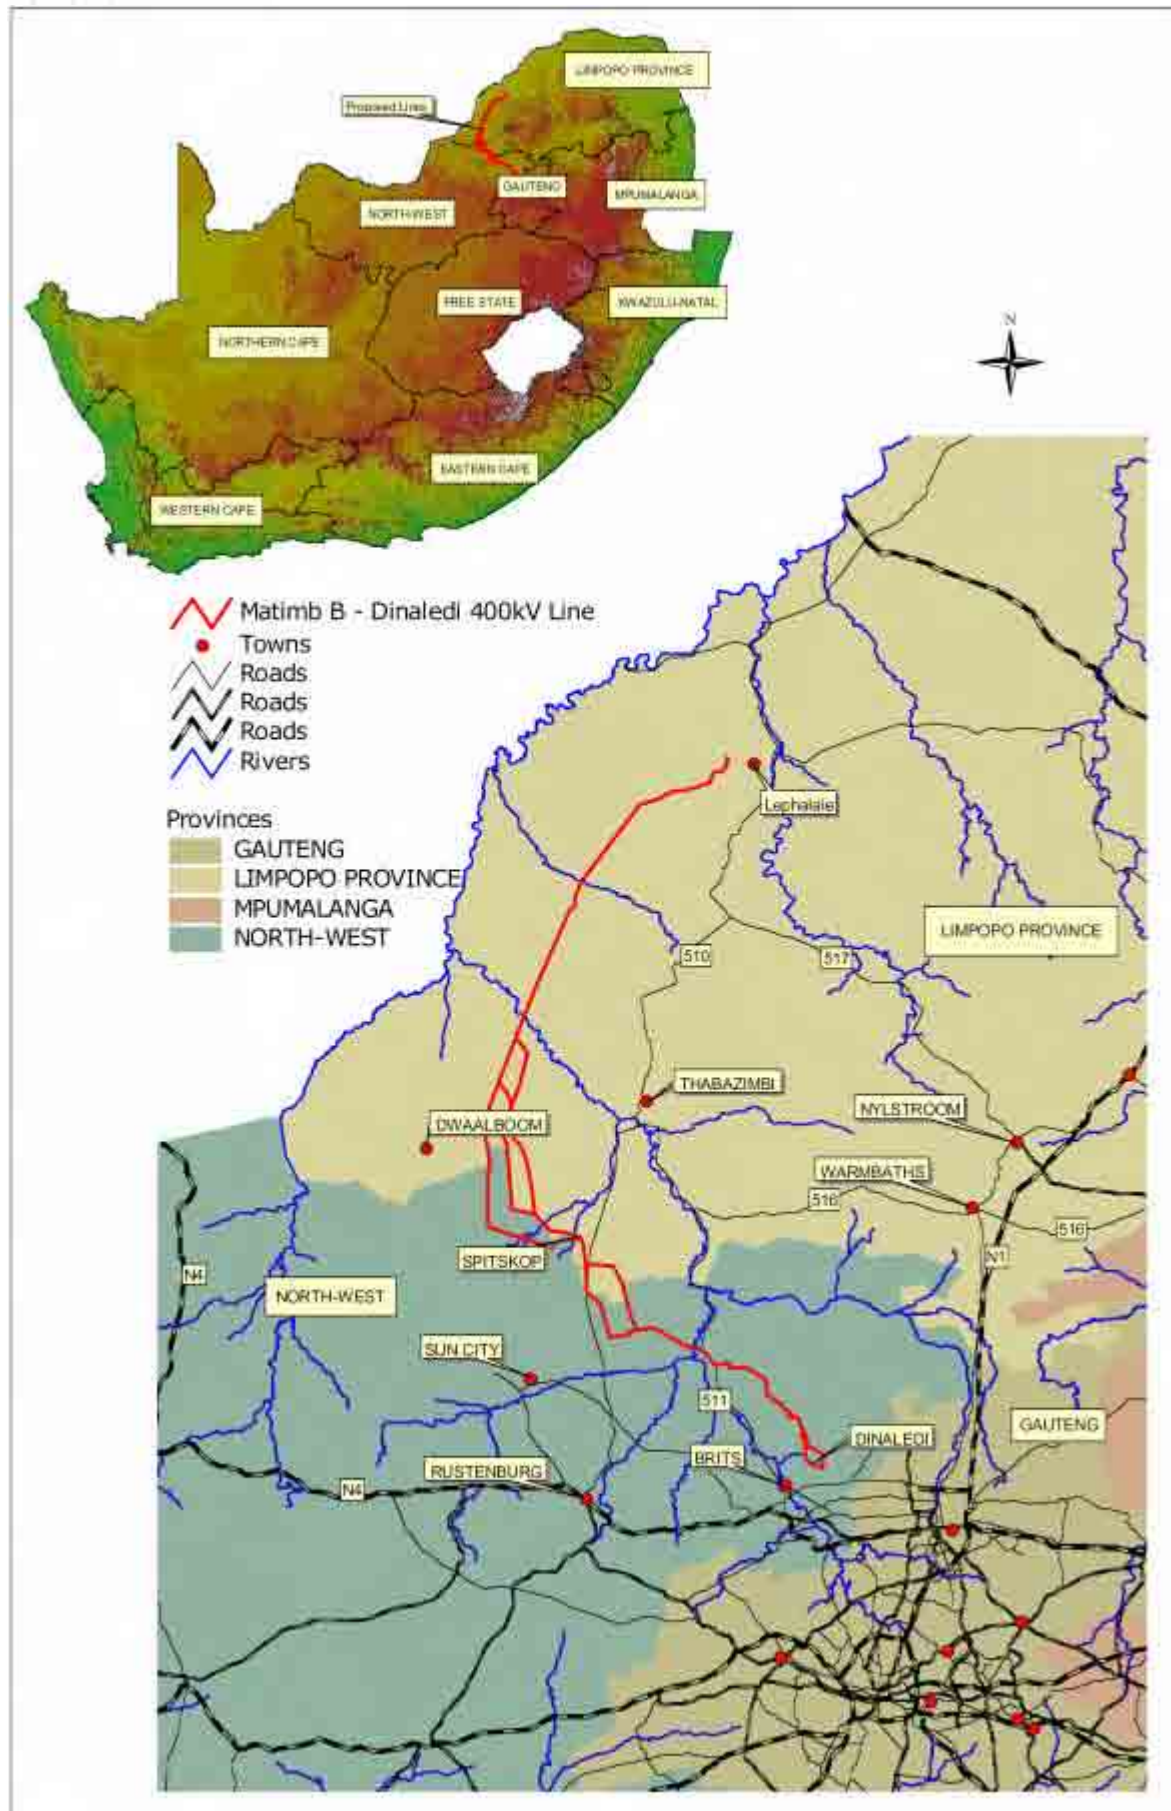 LIMPOPO PROVINCE
Proposed Lines
GAUTENG
MPUMALANGA
NORTH-WEST
FREE STATE
KWAZULU-NATAL
NORTHERN CAPE
EASTERN CAPE
WESTERN CAPE
N
Matimb B - Dinaledi 400kV Line
Towns
Roads
Roads
Roads
Rivers
Provinces
GAUTENG
LIMPOPO PROVINCE
MPUMALANGA
NORTH-WEST
Lephalale
LIMPOPO PROVINCE
510
517
THABAZIMBI
NYLSTROOM
DWAALBOOM
WARMBATHS
516
516
N1
SPITSKOP
N4
NORTH-WEST
SUN CITY
511
GAUTENG
DINALEDI
BRITS
RUSTENBURG
N4